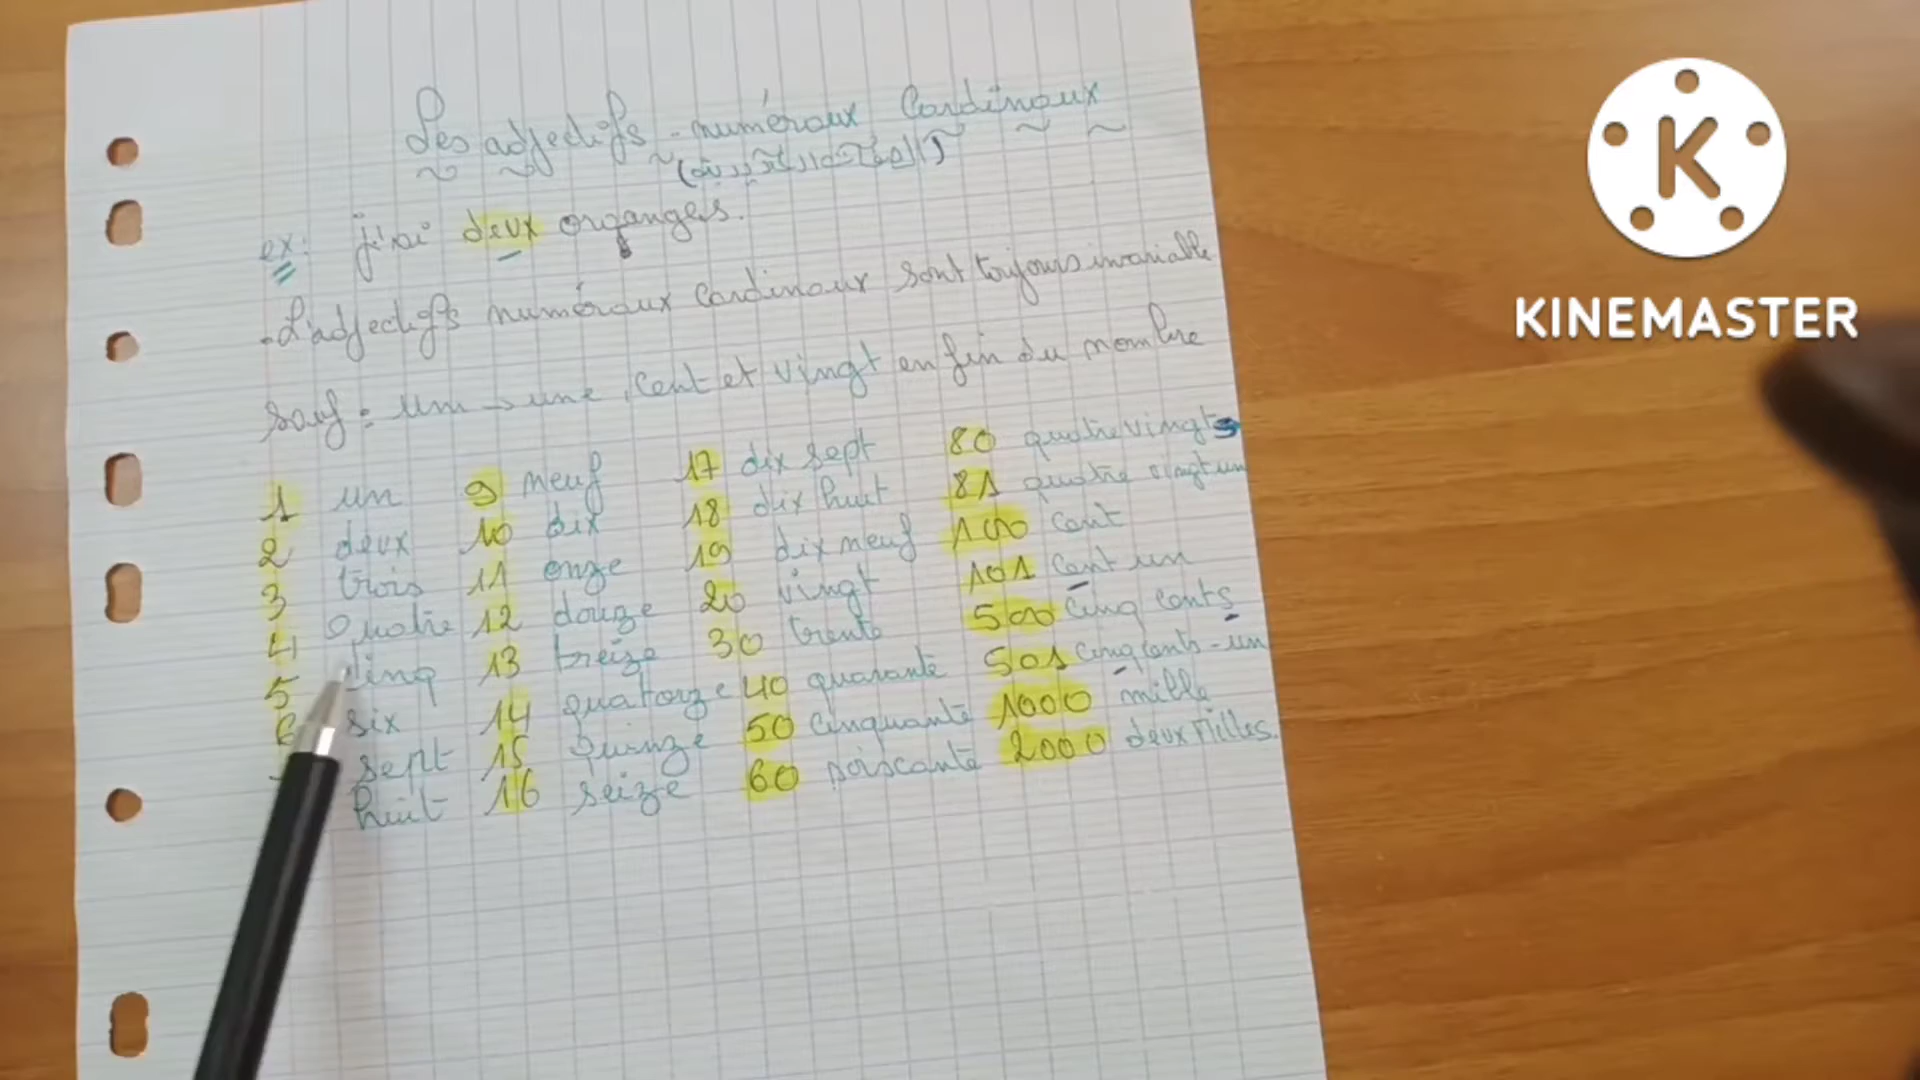 Les adjectifs - numéraux Cardinaux
ex: j'ai deux oranges.
- L'adjectifs numéraux Cardinaux sont toujours invariable
Sauf = un → une, Cent et vingt en fin du nombre
1 un 9 neuf 17 dix sept 80 quatre vingts
2 deux 10 dix 18 dix huit 81 quatre vingt un
3 trois 11 onze 19 dix neuf 100 cent
4 Quatre 12 douze 20 vingt 101 cent un
5 cinq 13 treize 30 trente 500 cinq cents
6 six 14 quatorze 40 quarante 501 cinq cents - un
sept 15 Quinze 50 Cinquante 1000 mille
huit 16 seize 60 soiscante 2000 deux Milles.
K
KINEMASTER